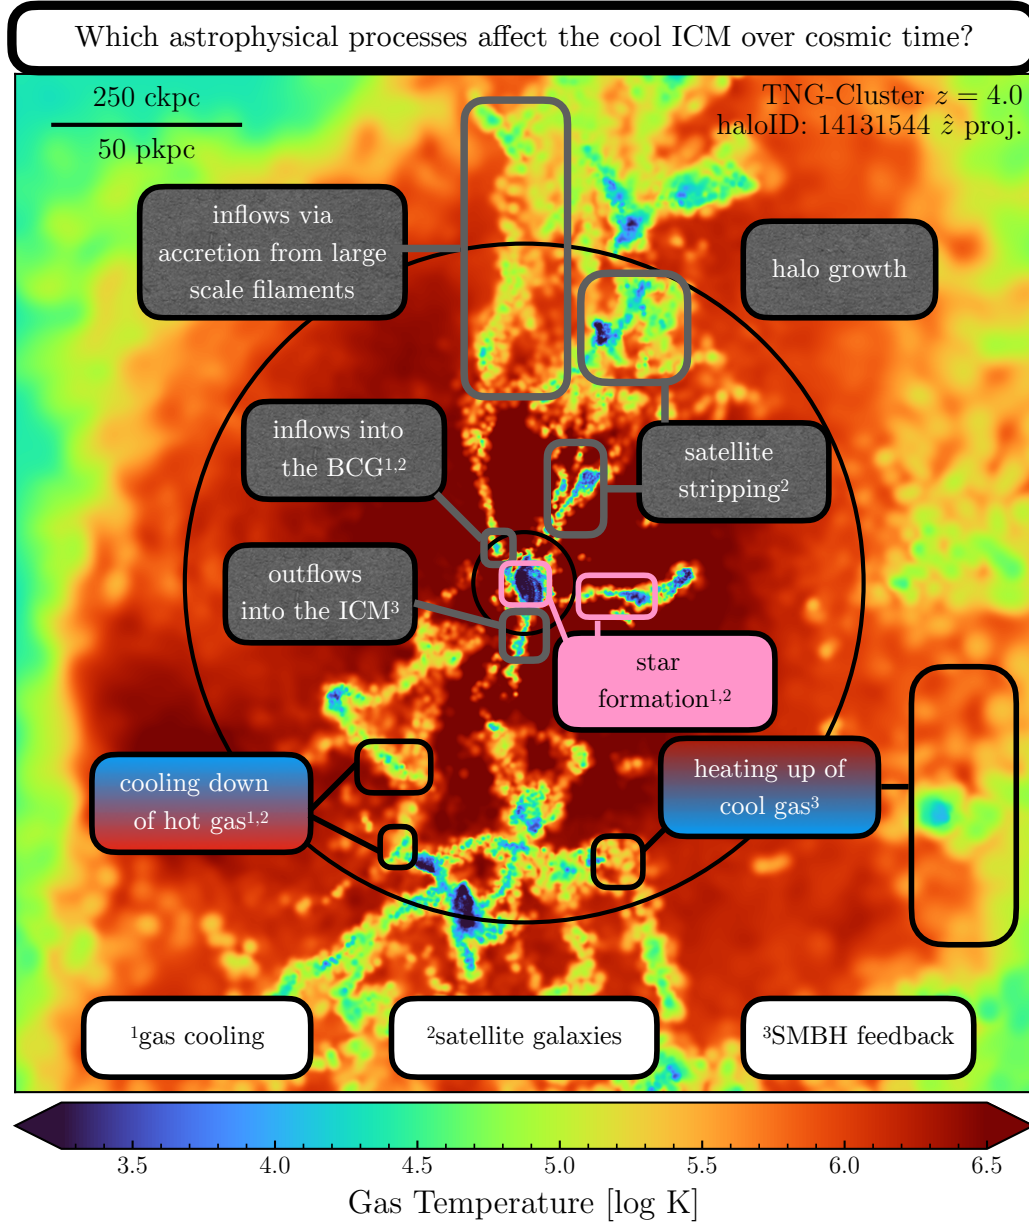 Which astrophysical processes affect the cool ICM over cosmic time?
250 ckpc
50 pkpc
TNG-Cluster z = 4.0
haloID: 14131544 ẑ proj.
inflows via
accretion from large
scale filaments
halo growth
inflows into
the BCG¹,²
satellite
stripping²
outflows
into the ICM³
star
formation¹,²
cooling down
of hot gas¹,²
heating up of
cool gas³
¹gas cooling
²satellite galaxies
³SMBH feedback
3.5 4.0 4.5 5.0 5.5 6.0 6.5
Gas Temperature [log K]